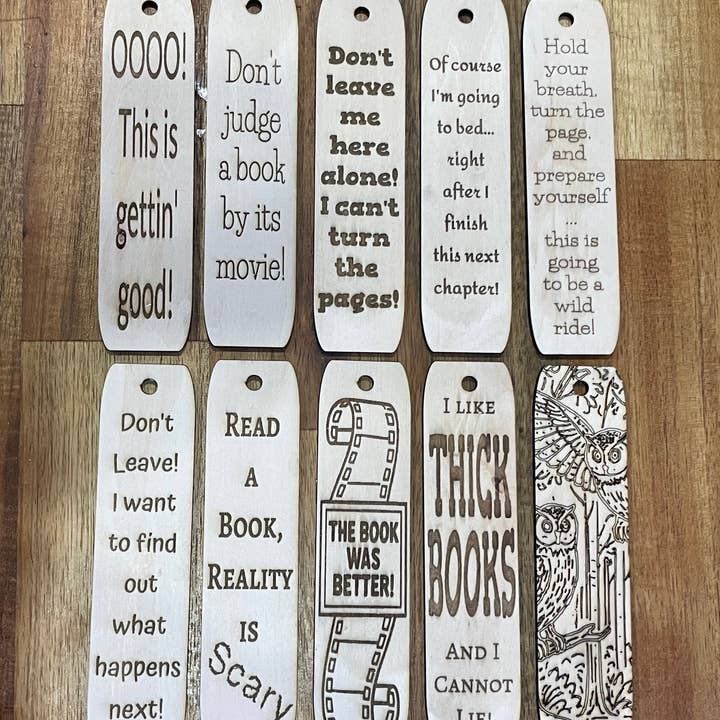 OOOO!
This is
gettin'
good!
Don't
judge
a book
by its
movie!
Don't
leave
me
here
alone!
I can't
turn
the
pages!
Of course
I'm going
to bed...
right
after I
finish
this next
chapter!
Hold
your
breath,
turn the
page,
and
prepare
yourself
...
this is
going
to be a
wild
ride!
Don't
Leave!
I want
to find
out
what
happens
next!
READ
A
BOOK,
REALITY
IS
Scary
THE BOOK
WAS
BETTER!
I LIKE
THICK
BOOKS
AND I
CANNOT
LIE!